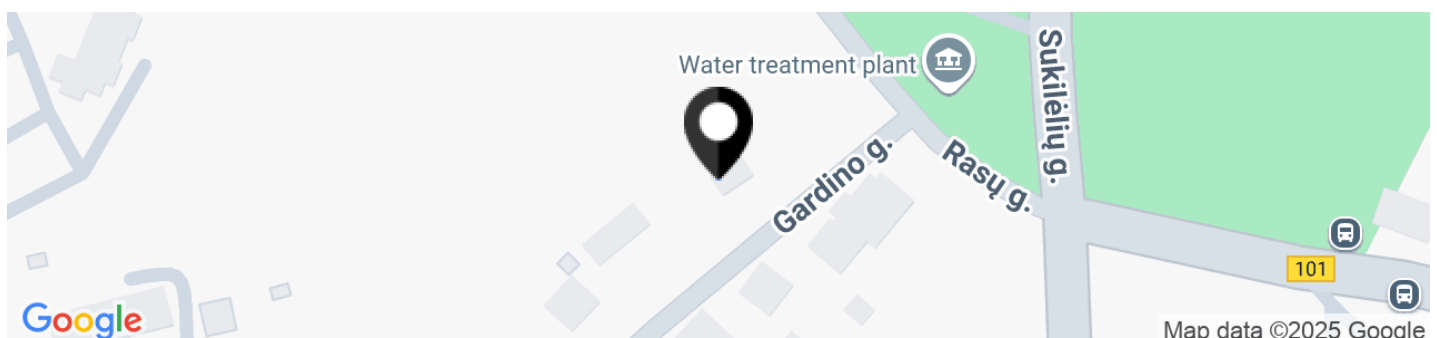 Water treatment plant
Sukilėlių g.
Gardino g.
Rasų g.
101
Google
Map data ©2025 Google